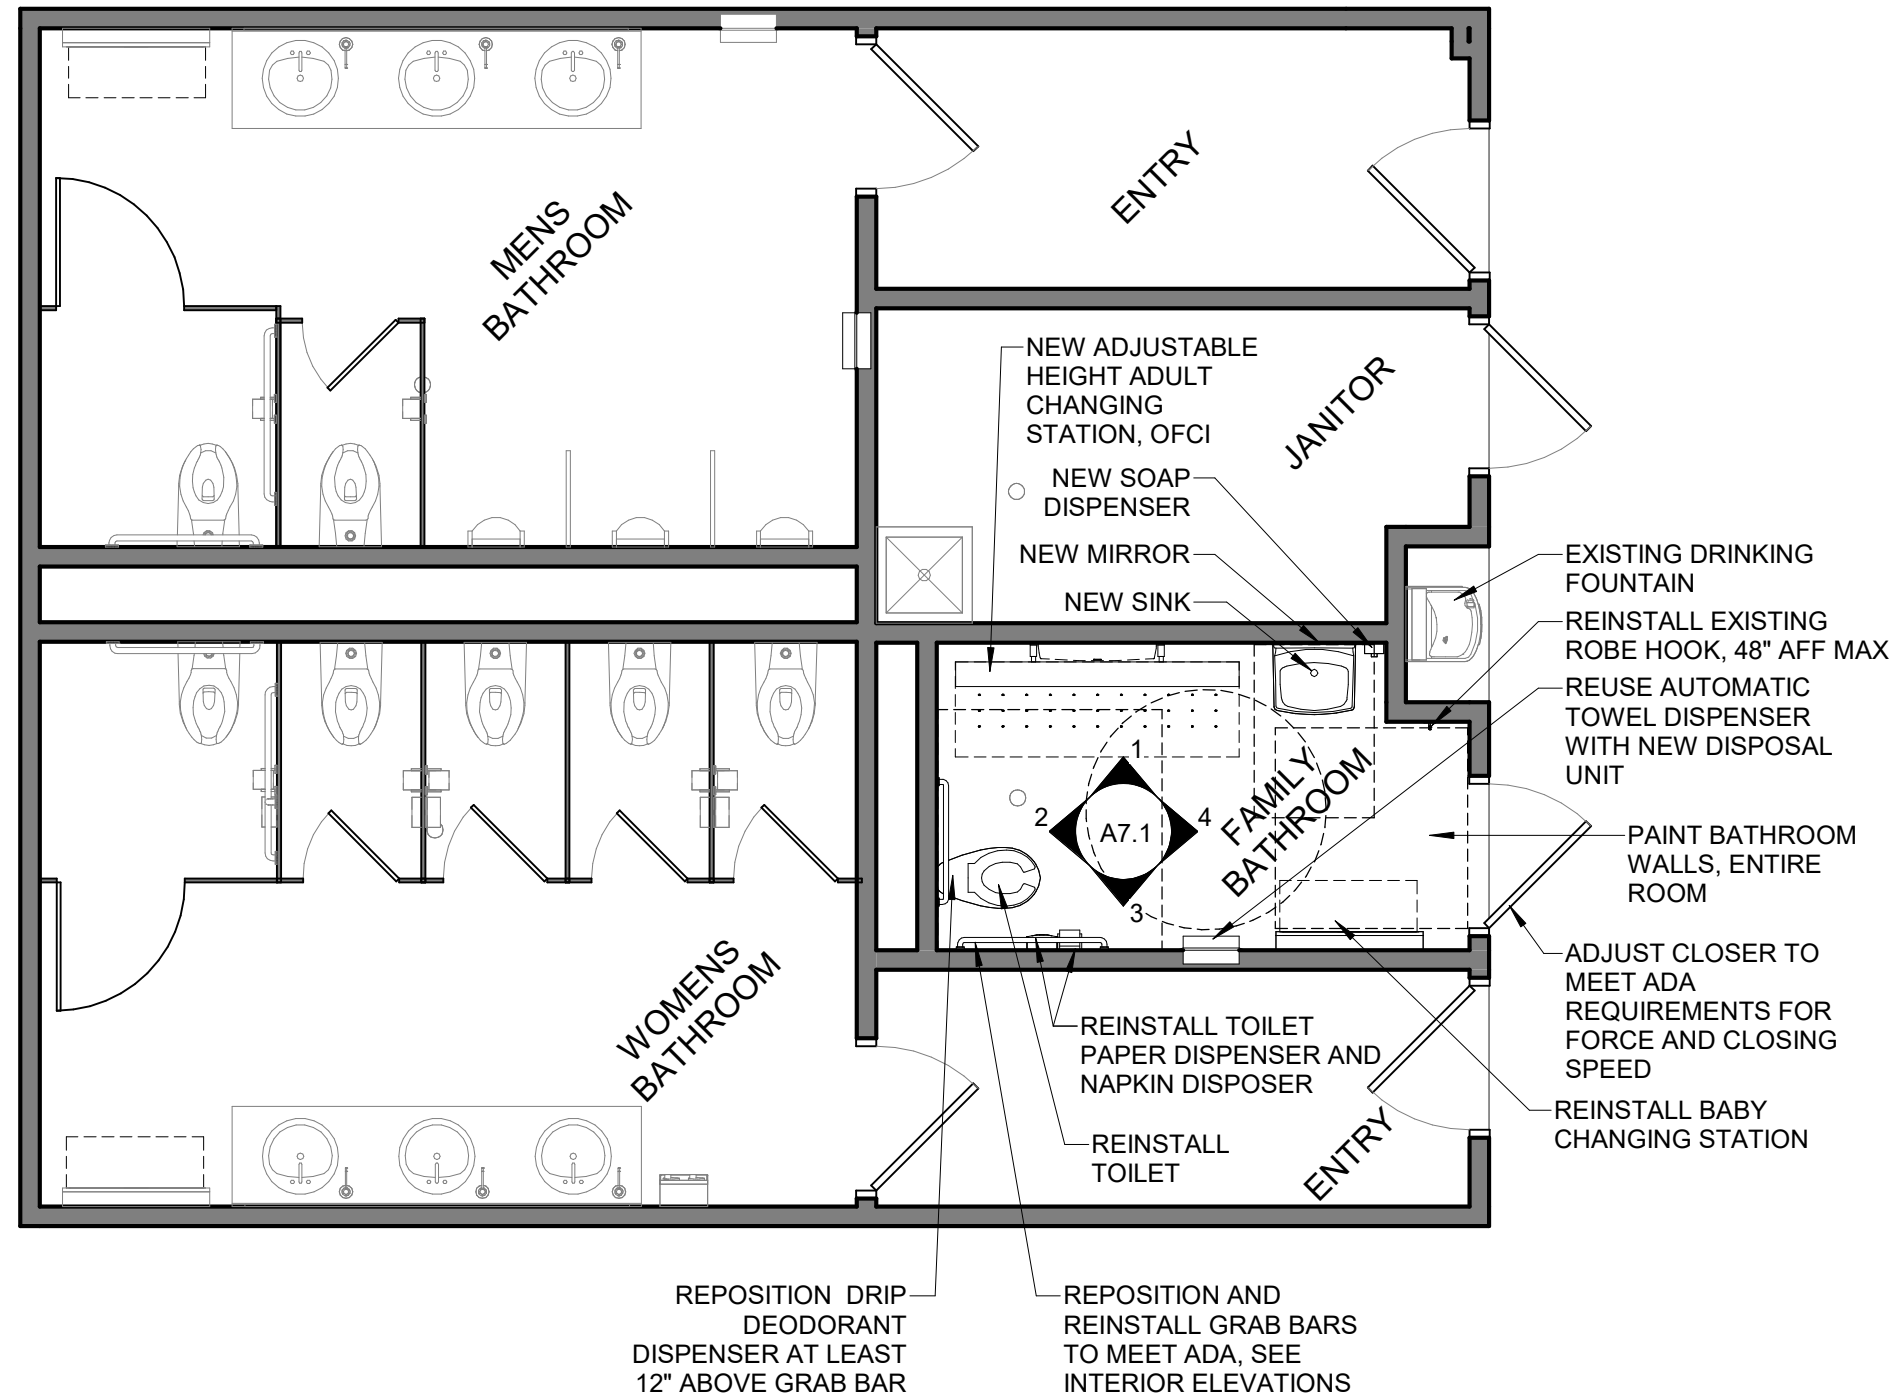 MENS
BATHROOM
ENTRY
JANITOR
NEW ADJUSTABLE
HEIGHT ADULT
CHANGING
STATION, OFCI
NEW SOAP
DISPENSER
NEW MIRROR
NEW SINK
EXISTING DRINKING
FOUNTAIN
REINSTALL EXISTING
ROBE HOOK, 48" AFF MAX
REUSE AUTOMATIC
TOWEL DISPENSER
WITH NEW DISPOSAL
UNIT
1
2
A7.1
4
3
FAMILY
BATHROOM
PAINT BATHROOM
WALLS, ENTIRE
ROOM
ADJUST CLOSER TO
MEET ADA
REQUIREMENTS FOR
FORCE AND CLOSING
SPEED
REINSTALL BABY
CHANGING STATION
WOMENS
BATHROOM
REINSTALL TOILET
PAPER DISPENSER AND
NAPKIN DISPOSER
REINSTALL
TOILET
ENTRY
REPOSITION  DRIP
DEODORANT
DISPENSER AT LEAST
12" ABOVE GRAB BAR
REPOSITION AND
REINSTALL GRAB BARS
TO MEET ADA, SEE
INTERIOR ELEVATIONS